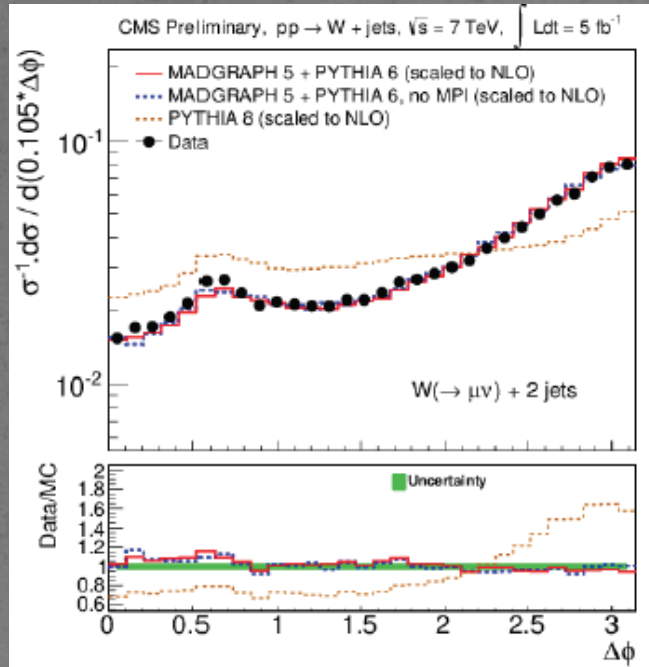 CMS Preliminary, pp → W + jets, √s = 7 TeV, ∫ Ldt = 5 fb⁻¹
MADGRAPH 5 + PYTHIA 6 (scaled to NLO)
MADGRAPH 5 + PYTHIA 6, no MPI (scaled to NLO)
PYTHIA 8 (scaled to NLO)
Data
σ⁻¹.dσ / d(0.105*Δϕ)
10⁻¹
10⁻²
W(→ μν) + 2 jets
Data/MC
Uncertainty
2
1.8
1.6
1.4
1.2
1
0.8
0.6
0 0.5 1 1.5 2 2.5 3
Δϕ